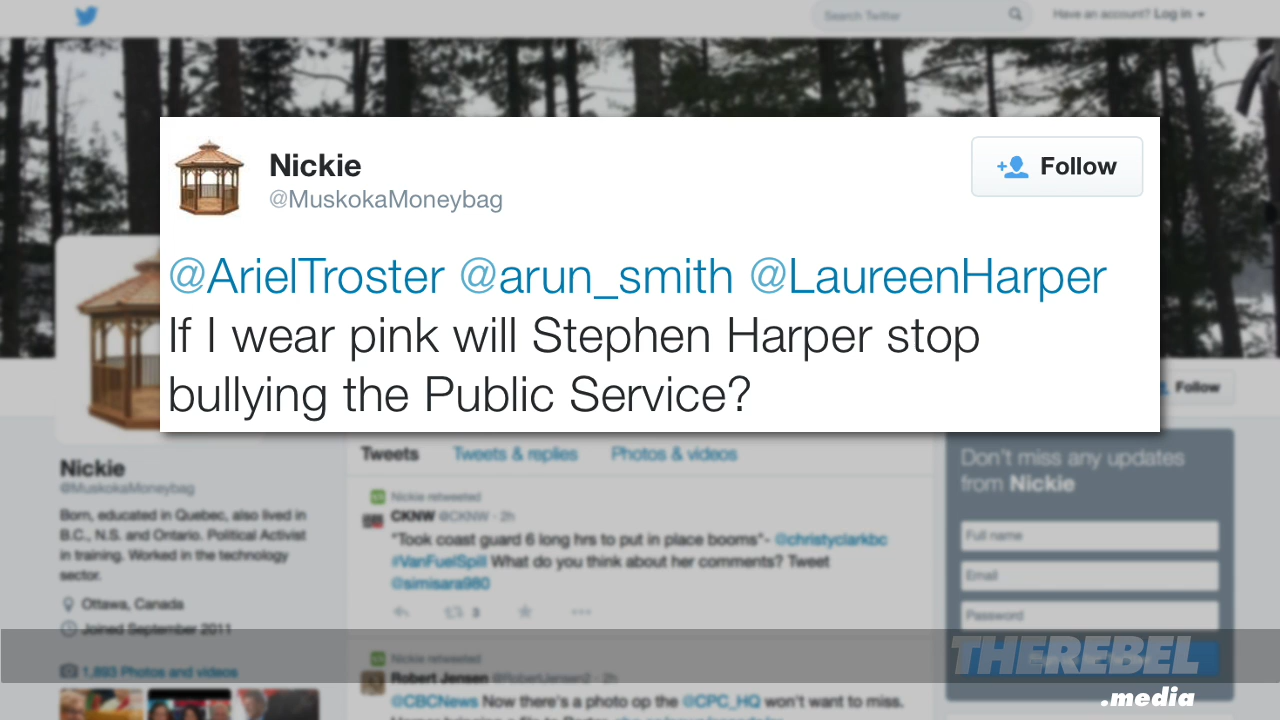 Search Twitter
Have an account? Log in
Nickie
@MuskokaMoneybag
Follow
@ArielTroster @arun_smith @LaureenHarper
If I wear pink will Stephen Harper stop
bullying the Public Service?
Follow
Nickie
@MuskokaMoneybag
Born, educated in Quebec, also lived in
B.C., N.S. and Ontario. Political Activist
in training. Worked in the technology
sector.
Ottawa, Canada
Joined September 2011
1,893 Photos and videos
Tweets Tweets & replies Photos & videos
Nickie retweeted
CKNW @CKNW · 2h
"Took coast guard 6 long hrs to put in place booms"- @christyclarkbc
#VanFuelSpill What do you think about her comments? Tweet
@simisara980
3
Nickie retweeted
Robert Jensen @RobertJensen2 · 2h
@CBCNews Now there's a photo op the @CPC_HQ won't want to miss.
Don't miss any updates
from Nickie
Full name
Email
Password
THEREBEL
.media